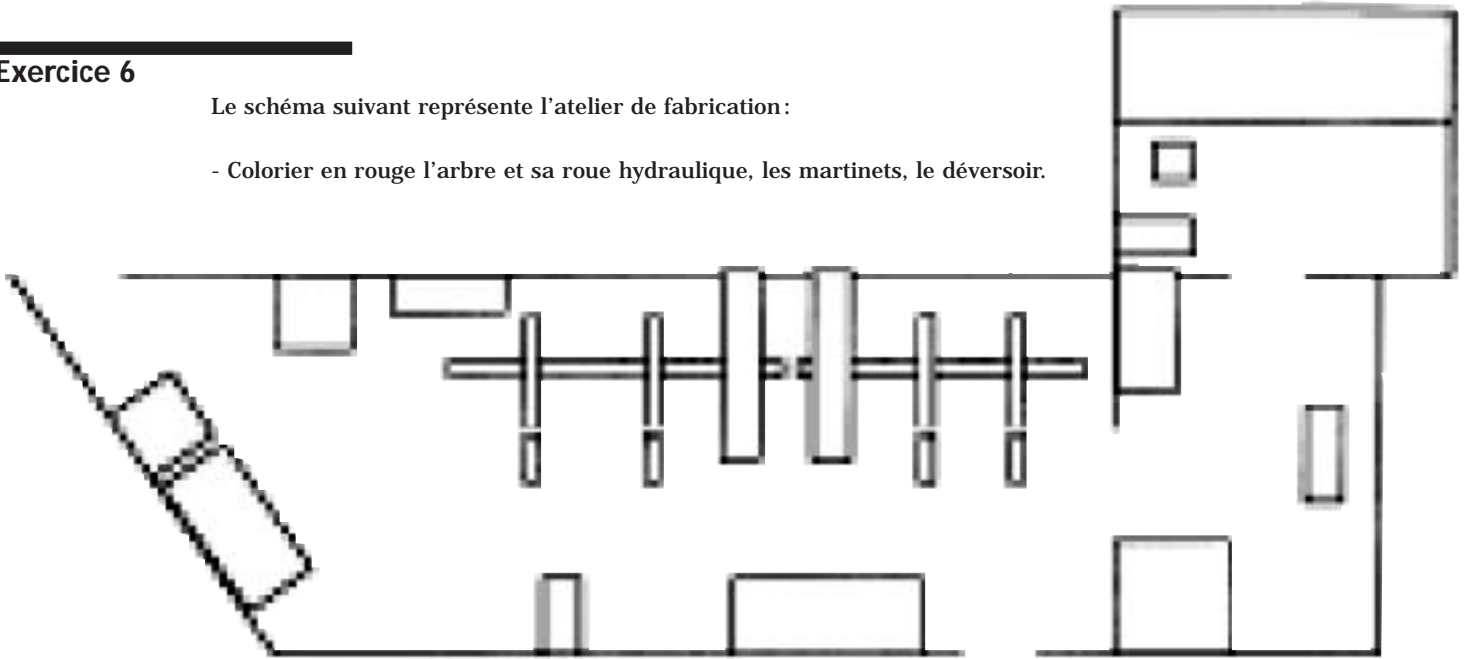 Exercice 6
Le schéma suivant représente l'atelier de fabrication :
- Colorier en rouge l'arbre et sa roue hydraulique, les martinets, le déversoir.